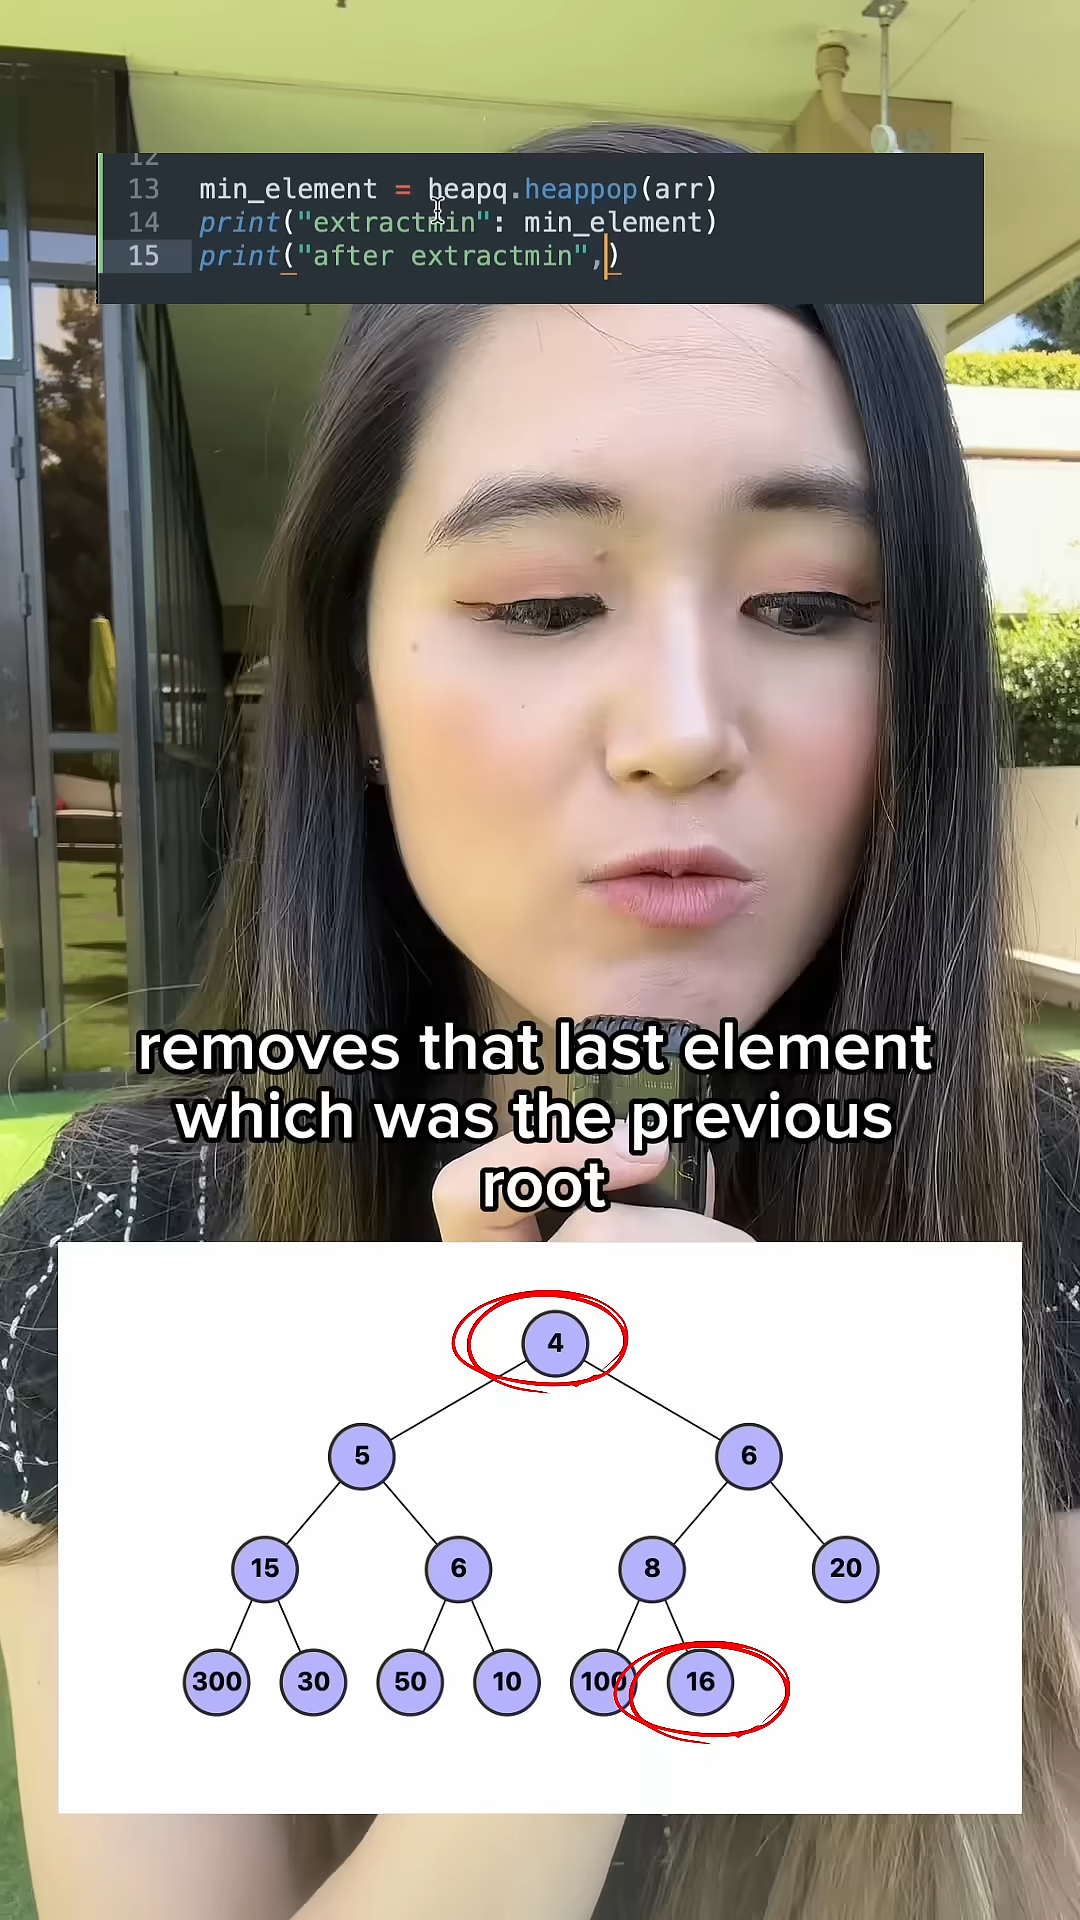 12
13 min_element = heapq.heappop(arr)
14 print("extractmin": min_element)
15 print("after extractmin",)
removes that last element
which was the previous
root
4
5 6
15 6 8 20
300 30 50 10 100 16